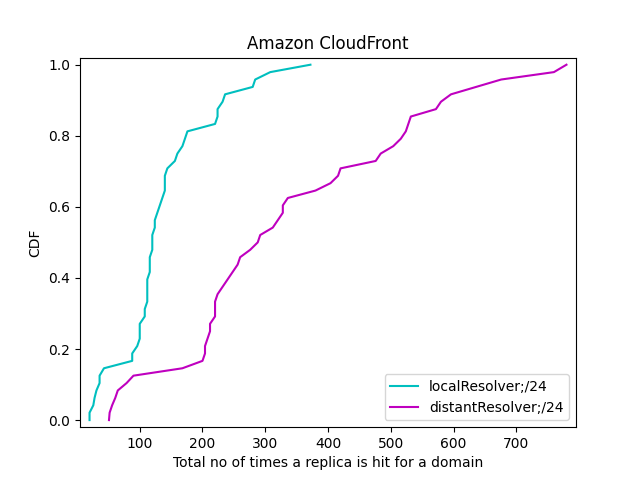 Amazon CloudFront
1.0
0.8
0.6
0.4
0.2
0.0
CDF
localResolver;/24
distantResolver;/24
100 200 300 400 500 600 700
Total no of times a replica is hit for a domain